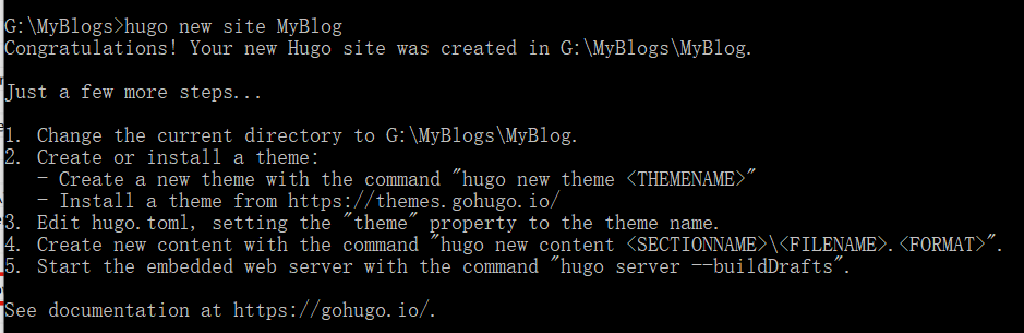 G:\MyBlogs>hugo new site MyBlog
Congratulations! Your new Hugo site was created in G:\MyBlogs\MyBlog.
Just a few more steps...
1. Change the current directory to G:\MyBlogs\MyBlog.
2. Create or install a theme:
- Create a new theme with the command "hugo new theme <THEMENAME>"
- Install a theme from https://themes.gohugo.io/
3. Edit hugo.toml, setting the "theme" property to the theme name.
4. Create new content with the command "hugo new content <SECTIONNAME>\<FILENAME>.<FORMAT>".
5. Start the embedded web server with the command "hugo server --buildDrafts".
See documentation at https://gohugo.io/.